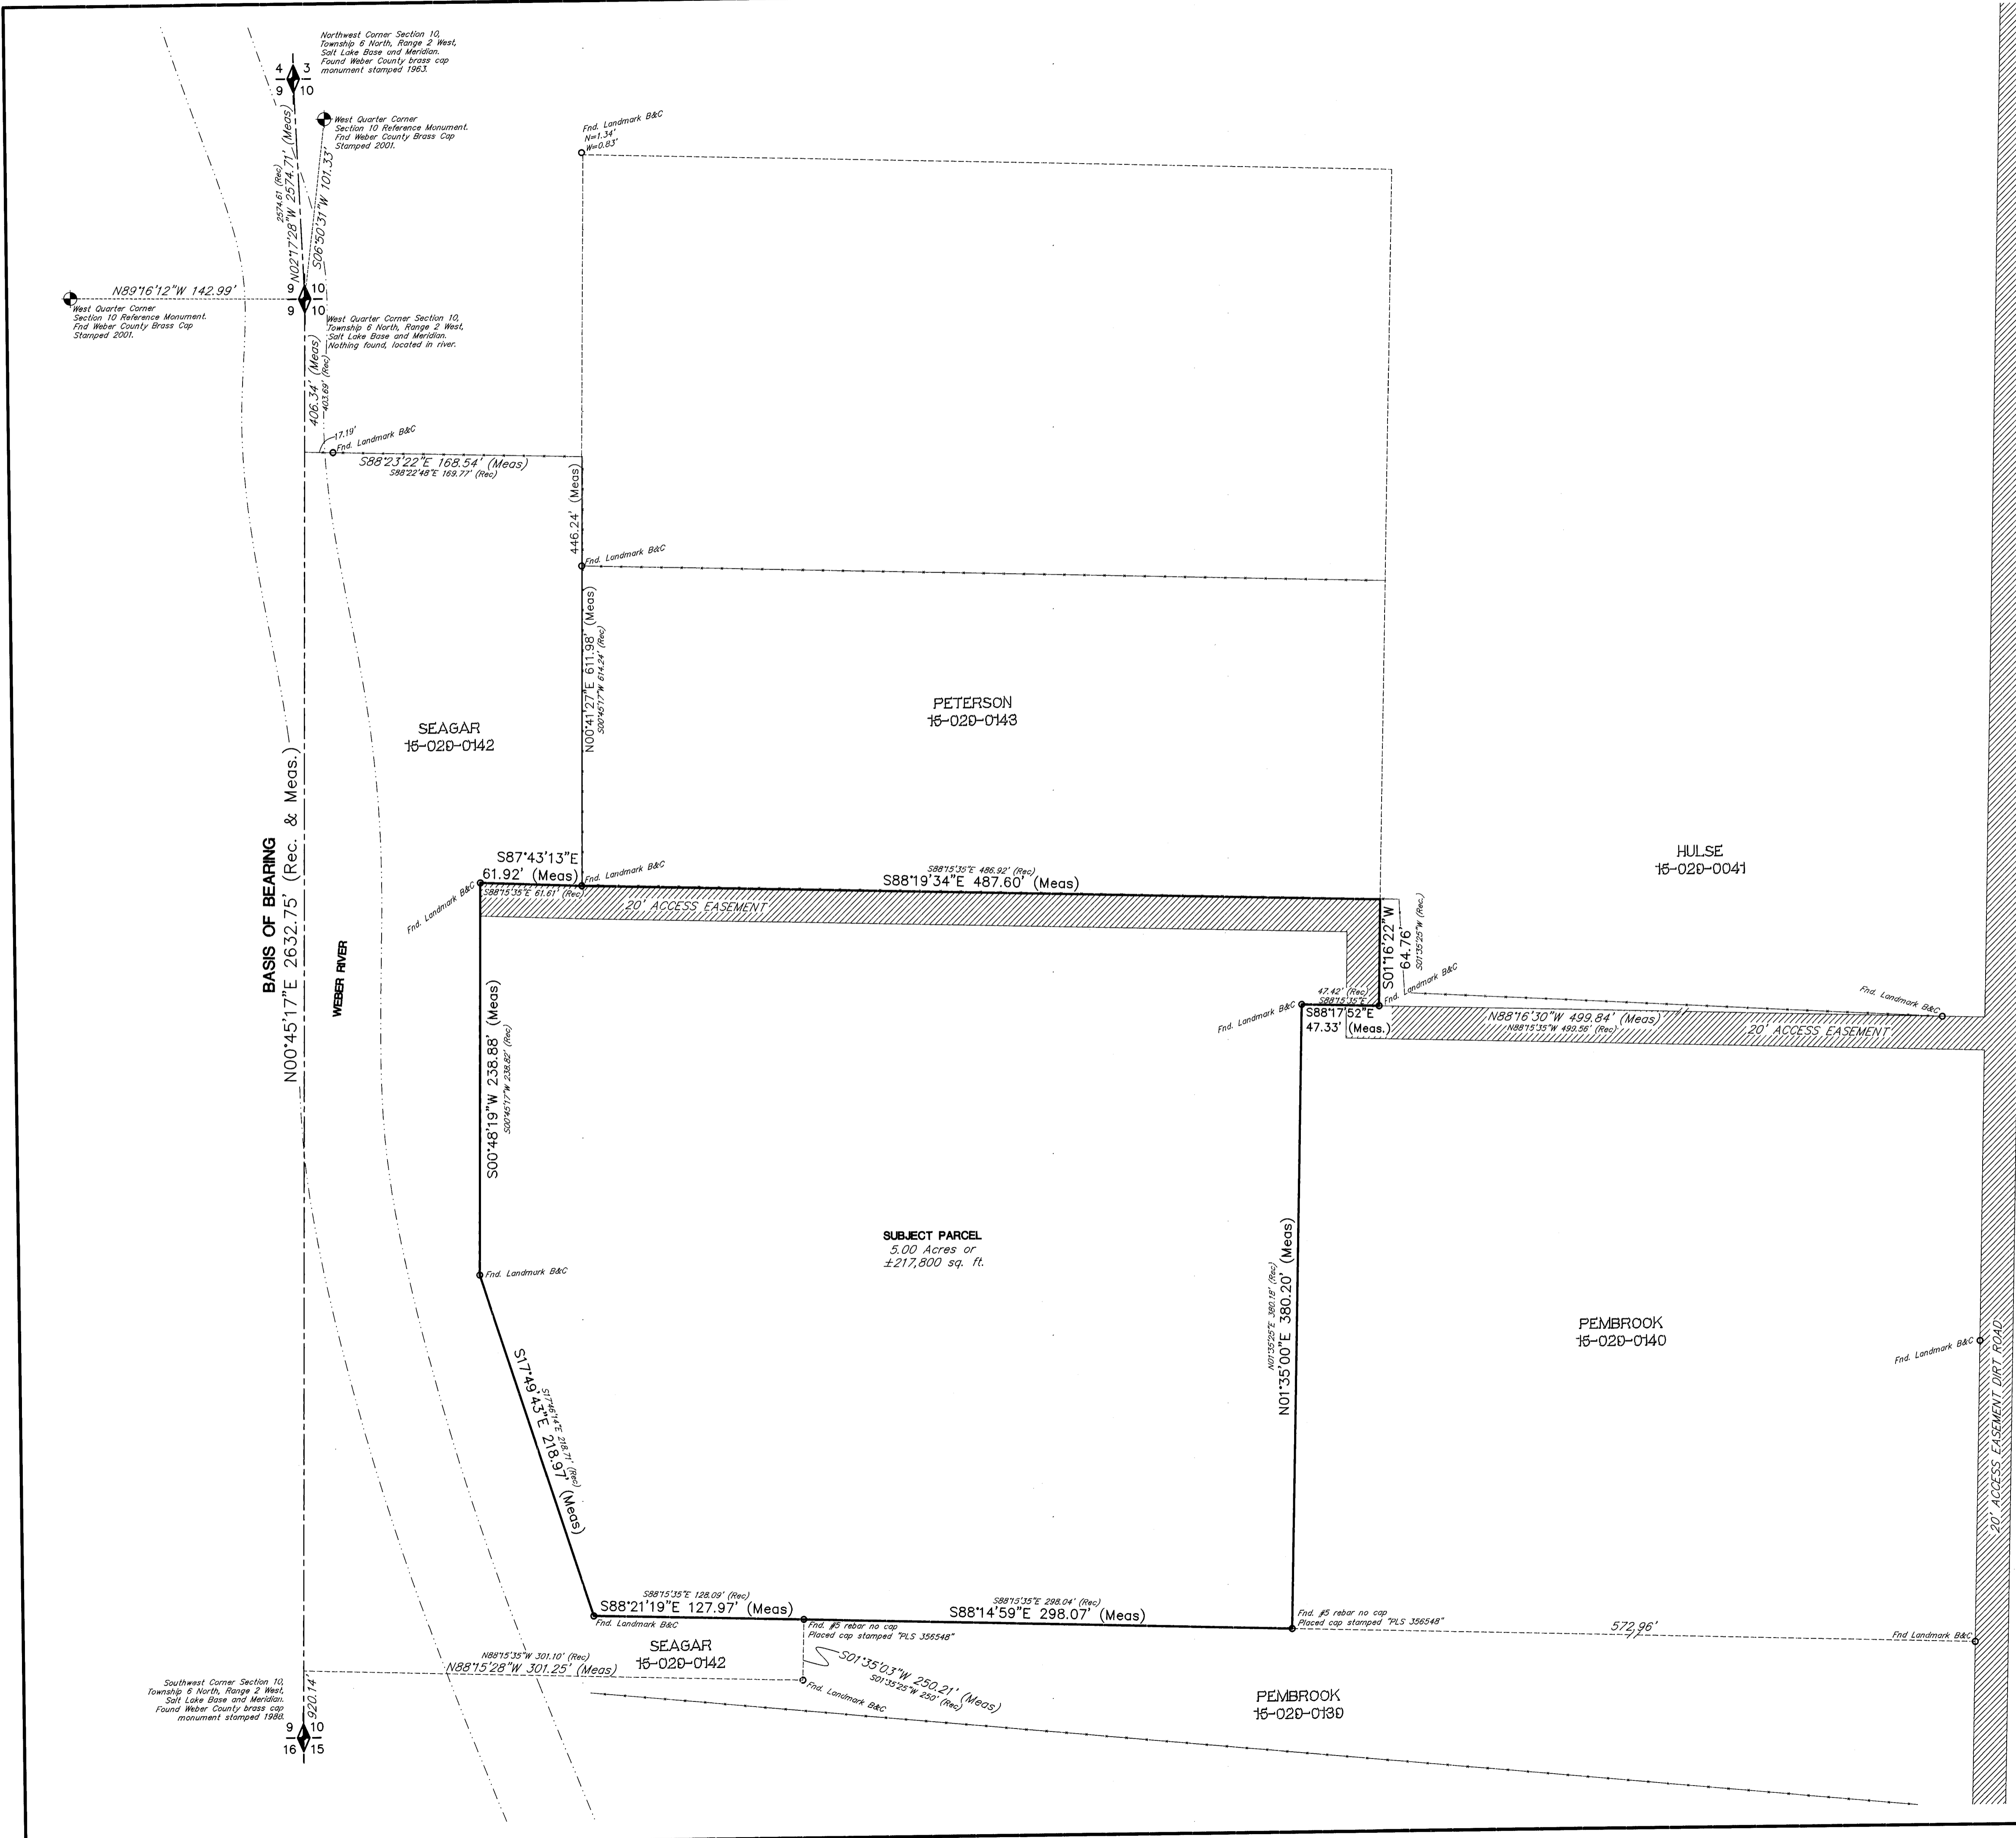 Northwest Corner Section 10,
Township 6 North, Range 2 West,
Salt Lake Base and Meridian.
Found Weber County brass cap
monument stamped 1963.
4 3
9 10
West Quarter Corner
Section 10 Reference Monument.
Fnd Weber County Brass Cap
Stamped 2001.
2574.61 (Rec)
N02°17'28"W 2574.71' (Meas)
S06°50'31"W 101.33'
Fnd. Landmark B&C
N=1.34'
W=0.83'
N89°16'12"W 142.99'
West Quarter Corner
Section 10 Reference Monument.
Fnd Weber County Brass Cap
Stamped 2001.
9 10
9 10
West Quarter Corner Section 10,
Township 6 North, Range 2 West,
Salt Lake Base and Meridian.
Nothing found, located in river.
406.34' (Meas)
403.69' (Rec)
17.19'
Fnd. Landmark B&C
S88°23'22"E 168.54' (Meas)
S88°22'48"E 169.77' (Rec)
446.24' (Meas)
Fnd. Landmark B&C
N00°41'27"E 611.98' (Meas)
S00°45'17"W 614.24' (Rec)
SEAGAR
15-029-0142
PETERSON
15-029-0143
HULSE
15-029-0041
BASIS OF BEARING
N00°45'17"E 2632.75' (Rec. & Meas.)
WEBER RIVER
S87°43'13"E
61.92' (Meas)
S88°15'35"E 61.61' (Rec)
Fnd. Landmark B&C
Fnd. Landmark B&C
S88°15'35"E 486.92' (Rec)
S88°19'34"E 487.60' (Meas)
20' ACCESS EASEMENT
S01°16'22"W
64.76'
S01°35'25"W (Rec)
Fnd. Landmark B&C
47.42' (Rec)
S88°15'35"E
S88°17'52"E
47.33' (Meas.)
Fnd. Landmark B&C
Fnd. Landmark B&C
N88°16'30"W 499.84' (Meas)
N88°15'35"W 499.56' (Rec)
20' ACCESS EASEMENT
S00°48'19"W 238.88' (Meas)
S00°45'17"W 238.82' (Rec)
Fnd. Landmark B&C
SUBJECT PARCEL
5.00 Acres or
±217,800 sq. ft.
N01°35'25"E 380.18' (Rec)
N01°35'00"E 380.20' (Meas)
PEMBROOK
15-029-0140
Fnd. Landmark B&C
20' ACCESS EASEMENT DIRT ROAD
S17°46'14"E 218.71' (Rec)
S17°49'43"E 218.97' (Meas)
S88°15'35"E 128.09' (Rec)
S88°21'19"E 127.97' (Meas)
Fnd. Landmark B&C
S88°15'35"E 298.04' (Rec)
S88°14'59"E 298.07' (Meas)
Fnd. #5 rebar no cap
Placed cap stamped "PLS 356548"
Fnd. #5 rebar no cap
Placed cap stamped "PLS 356548"
572.96'
Fnd Landmark B&C
SEAGAR
15-029-0142
N88°15'35"W 301.10' (Rec)
N88°15'28"W 301.25' (Meas)
S01°35'03"W 250.21' (Meas)
S01°35'25"W 250' (Rec)
Fnd. Landmark B&C
PEMBROOK
15-029-0139
Southwest Corner Section 10,
Township 6 North, Range 2 West,
Salt Lake Base and Meridian.
Found Weber County brass cap
monument stamped 1988.
920.14'
9 10
16 15